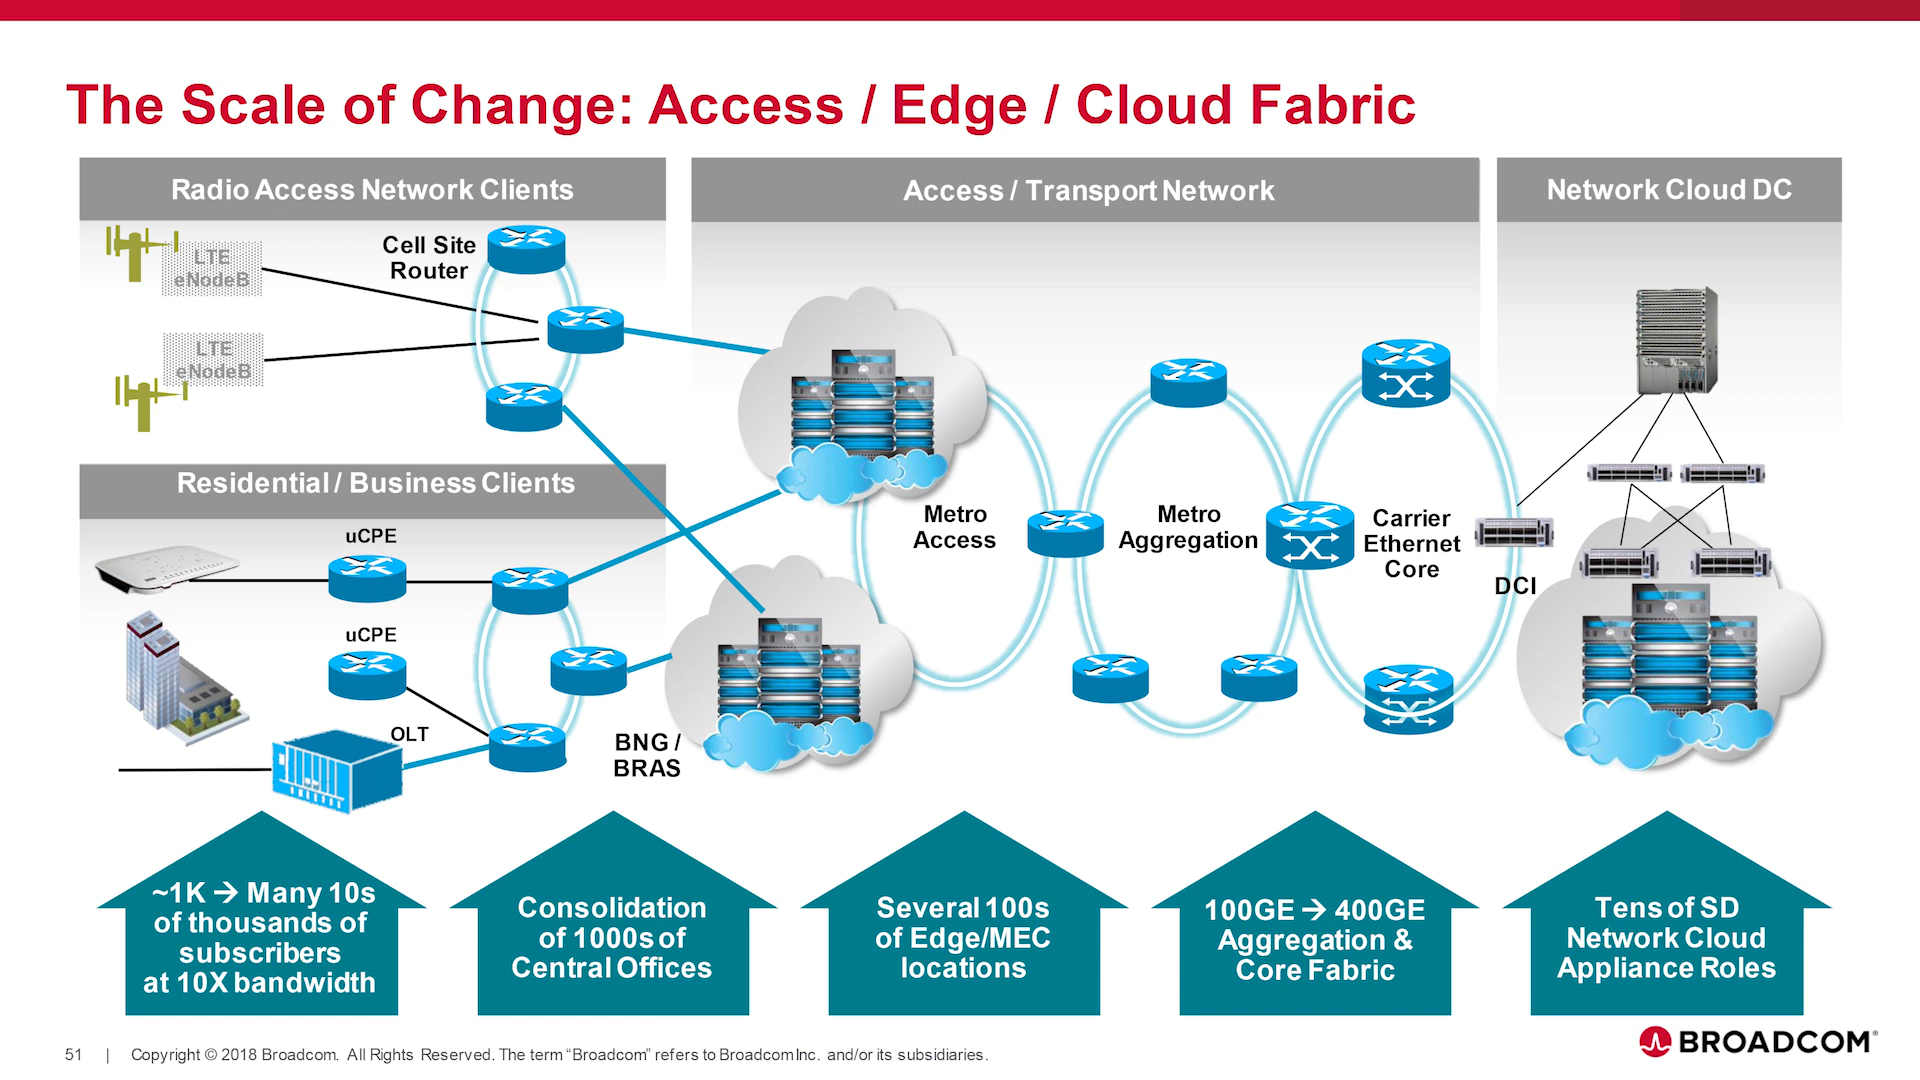 The Scale of Change: Access / Edge / Cloud Fabric
Radio Access Network Clients
Access / Transport Network
Network Cloud DC
LTE
eNodeB
Cell Site
Router
LTE
eNodeB
Residential / Business Clients
uCPE
uCPE
OLT
BNG /
BRAS
Metro
Access
Metro
Aggregation
Carrier
Ethernet
Core
DCI
~1K → Many 10s
of thousands of
subscribers
at 10X bandwidth
Consolidation
of 1000s of
Central Offices
Several 100s
of Edge/MEC
locations
100GE → 400GE
Aggregation &
Core Fabric
Tens of SD
Network Cloud
Appliance Roles
51 | Copyright © 2018 Broadcom. All Rights Reserved. The term “Broadcom” refers to Broadcom Inc. and/or its subsidiaries.
BROADCOM®